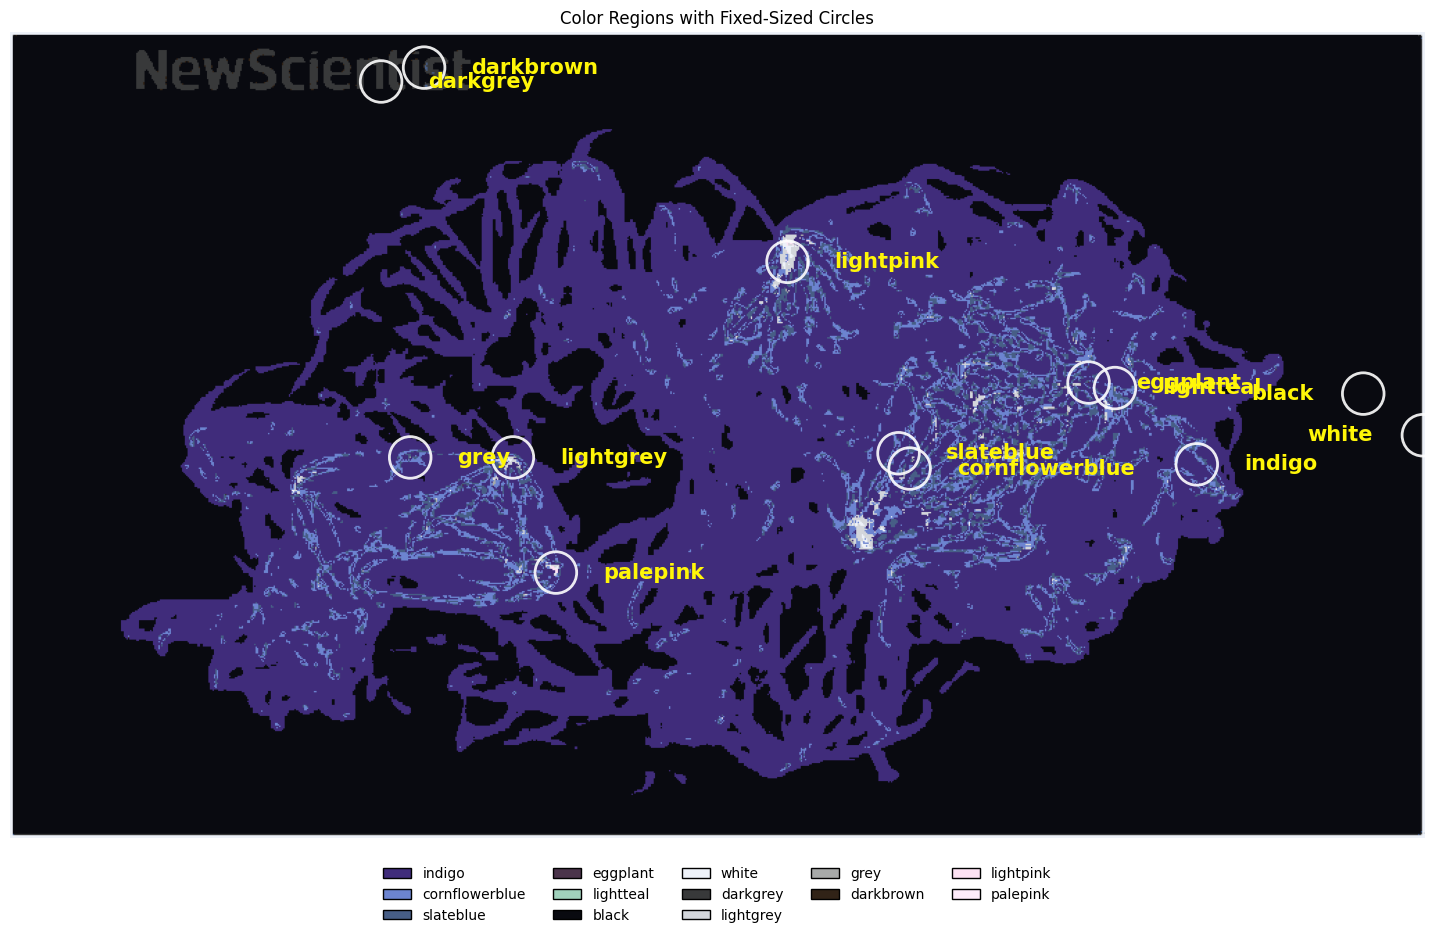 Color Regions with Fixed-Sized Circles
NewScientist
darkbrown
darkgrey
lightpink
eggplant
lightteal
black
white
grey
lightgrey
slateblue
cornflowerblue
indigo
palepink
indigo
cornflowerblue
slateblue
eggplant
lightteal
black
white
darkgrey
lightgrey
grey
darkbrown
lightpink
palepink